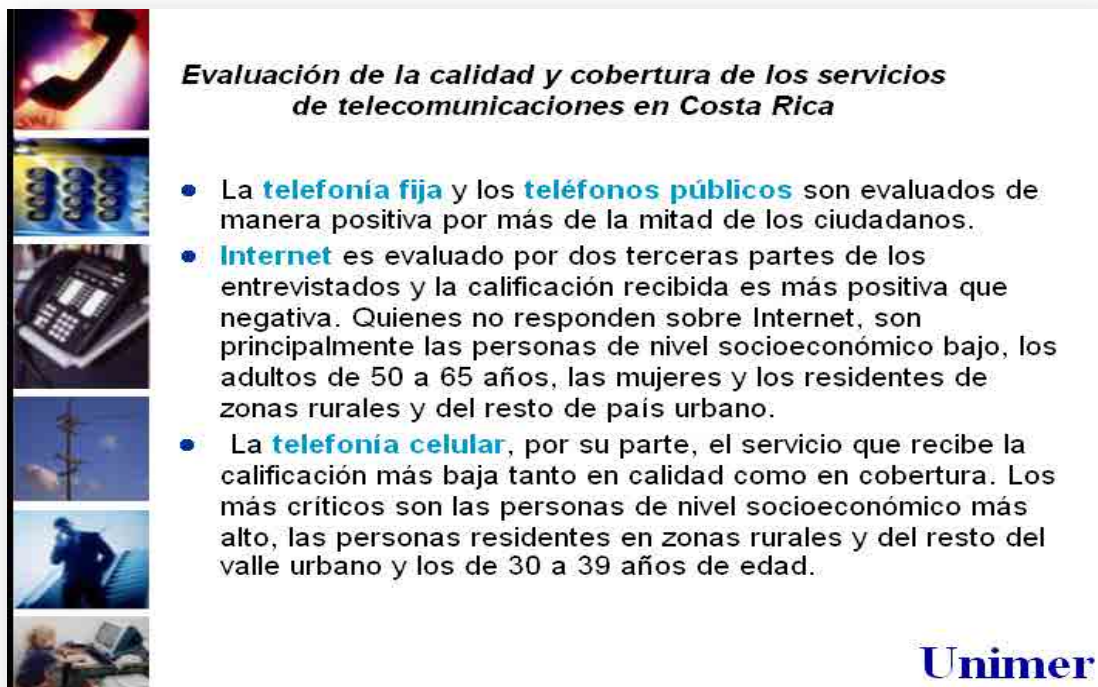 Evaluación de la calidad y cobertura de los servicios
de telecomunicaciones en Costa Rica
La telefonía fija y los teléfonos públicos son evaluados de
manera positiva por más de la mitad de los ciudadanos.
Internet es evaluado por dos terceras partes de los
entrevistados y la calificación recibida es más positiva que
negativa. Quienes no responden sobre Internet, son
principalmente las personas de nivel socioeconómico bajo, los
adultos de 50 a 65 años, las mujeres y los residentes de
zonas rurales y del resto de país urbano.
La telefonía celular, por su parte, el servicio que recibe la
calificación más baja tanto en calidad como en cobertura. Los
más críticos son las personas de nivel socioeconómico más
alto, las personas residentes en zonas rurales y del resto del
valle urbano y los de 30 a 39 años de edad.
Unimer